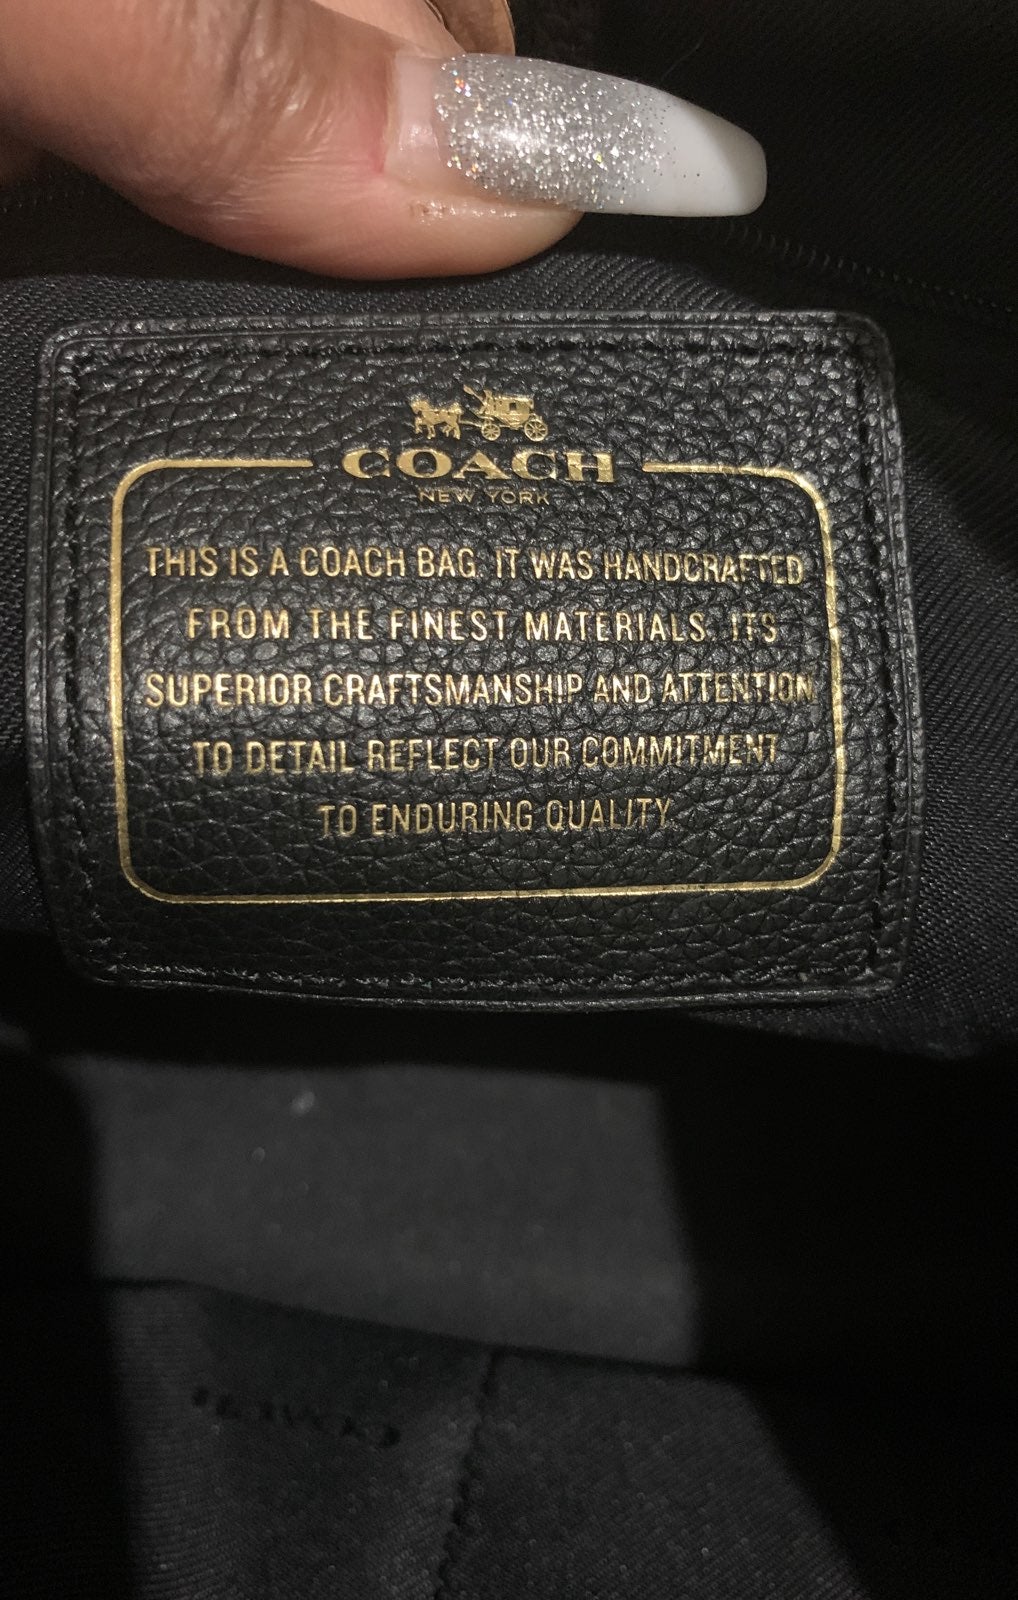 COACH
NEW YORK
THIS IS A COACH BAG. IT WAS HANDCRAFTED
FROM THE FINEST MATERIALS. ITS
SUPERIOR CRAFTSMANSHIP AND ATTENTION
TO DETAIL REFLECT OUR COMMITMENT
TO ENDURING QUALITY.
COACH